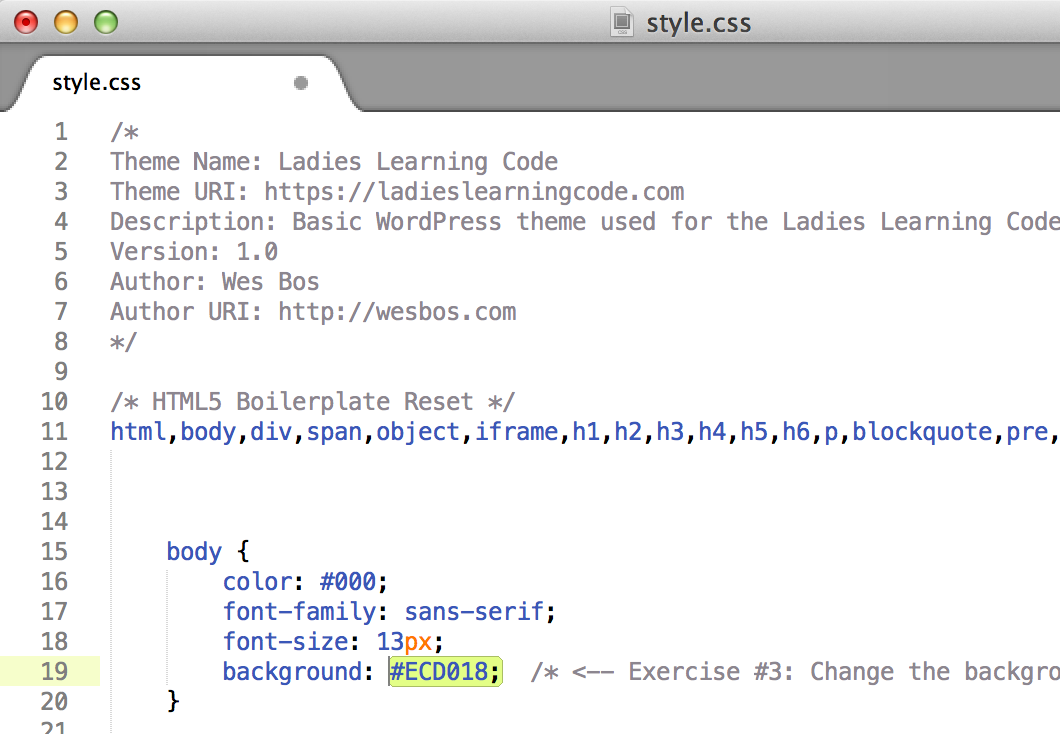 style.css
style.css
1 /*
2 Theme Name: Ladies Learning Code
3 Theme URI: https://ladieslearningcode.com
4 Description: Basic WordPress theme used for the Ladies Learning Code
5 Version: 1.0
6 Author: Wes Bos
7 Author URI: http://wesbos.com
8 */
9
10 /* HTML5 Boilerplate Reset */
11 html,body,div,span,object,iframe,h1,h2,h3,h4,h5,h6,p,blockquote,pre,
12
13
14
15 body {
16 color: #000;
17 font-family: sans-serif;
18 font-size: 13px;
19 background: #ECD018; /* <-- Exercise #3: Change the backgro
20 }
21